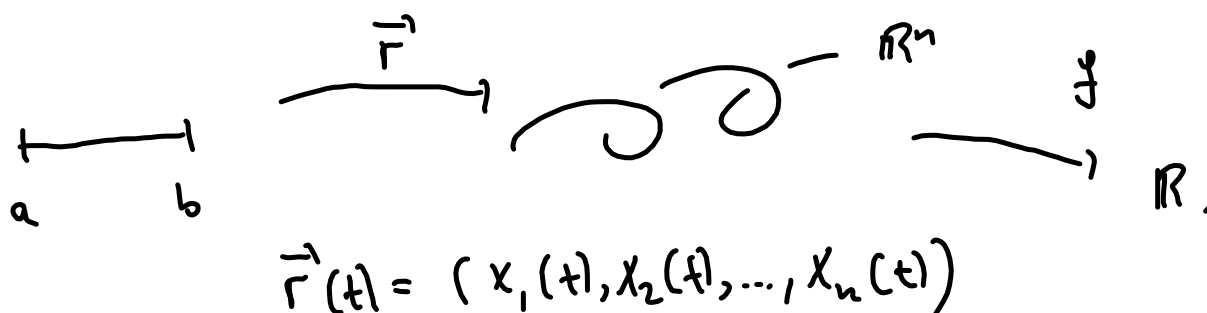 r⃗ ℝⁿ f
a b ℝ.
r⃗(t) = (x₁(t), x₂(t), ..., xₙ(t))